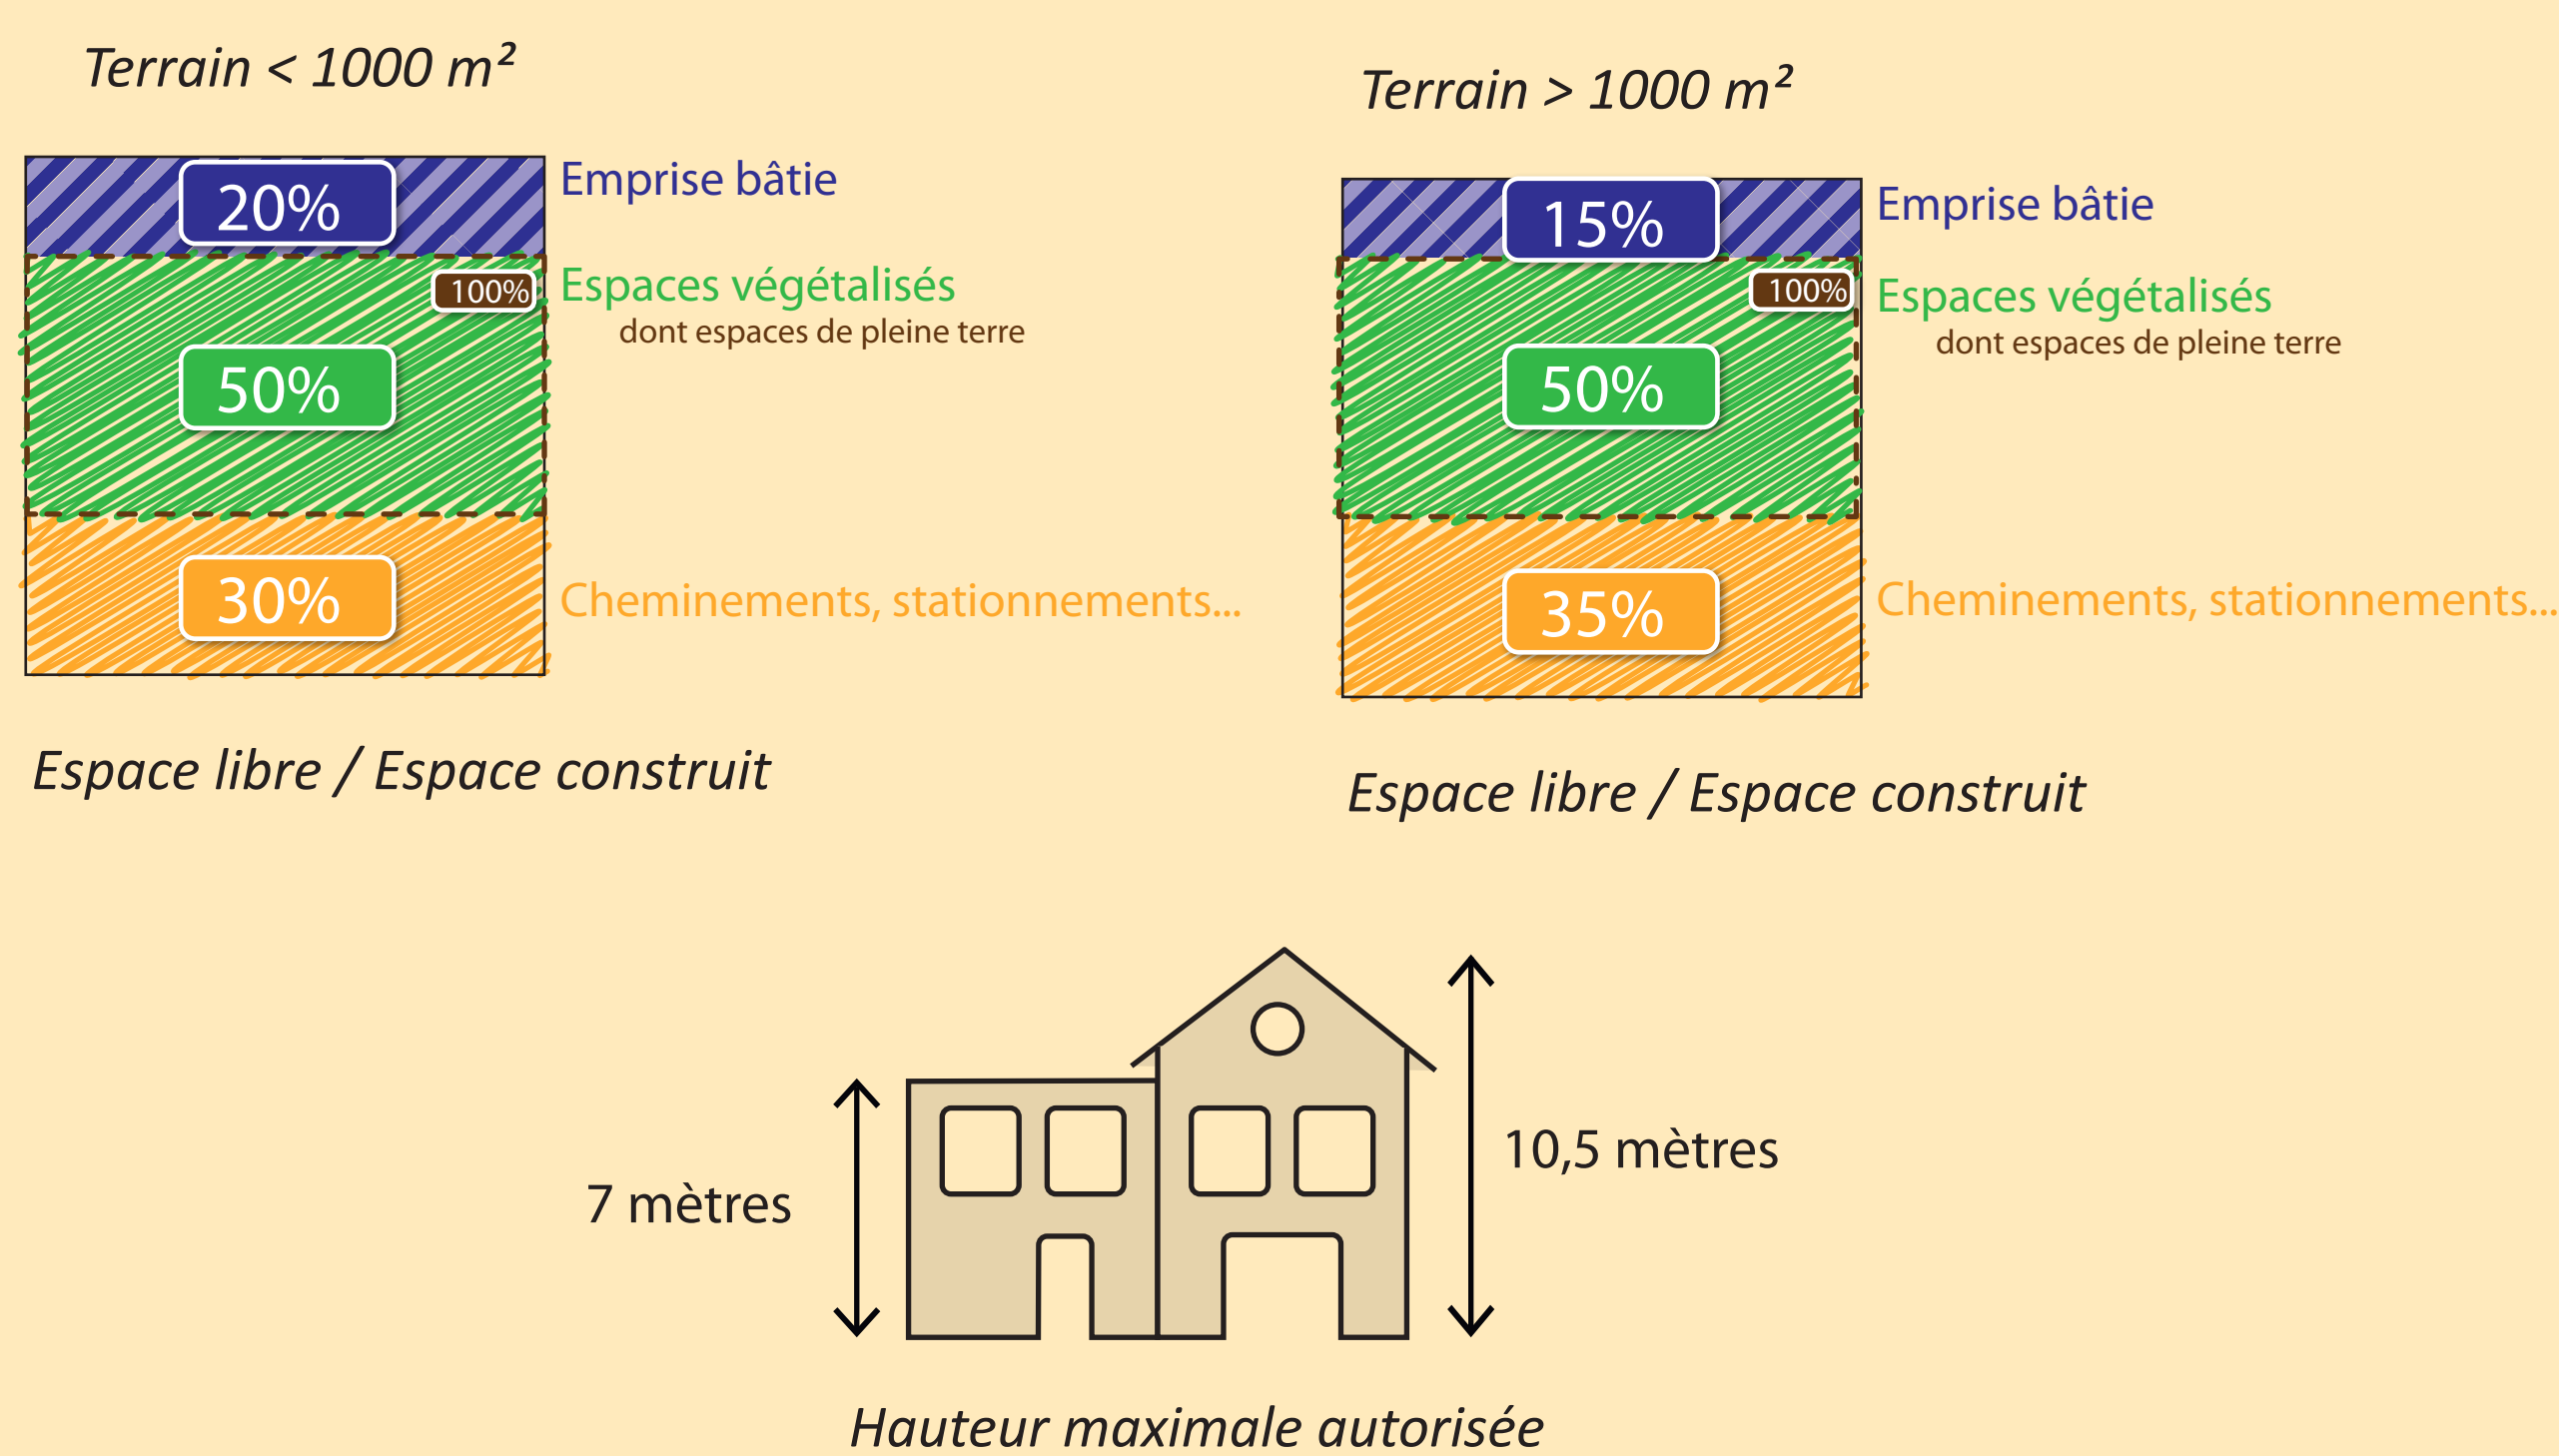 Terrain < 1000 m²
20%
Emprise bâtie
100%
Espaces végétalisés
dont espaces de pleine terre
50%
30%
Cheminements, stationnements...
Espace libre / Espace construit
Terrain > 1000 m²
15%
Emprise bâtie
100%
Espaces végétalisés
dont espaces de pleine terre
50%
35%
Cheminements, stationnements...
Espace libre / Espace construit
7 mètres
10,5 mètres
Hauteur maximale autorisée